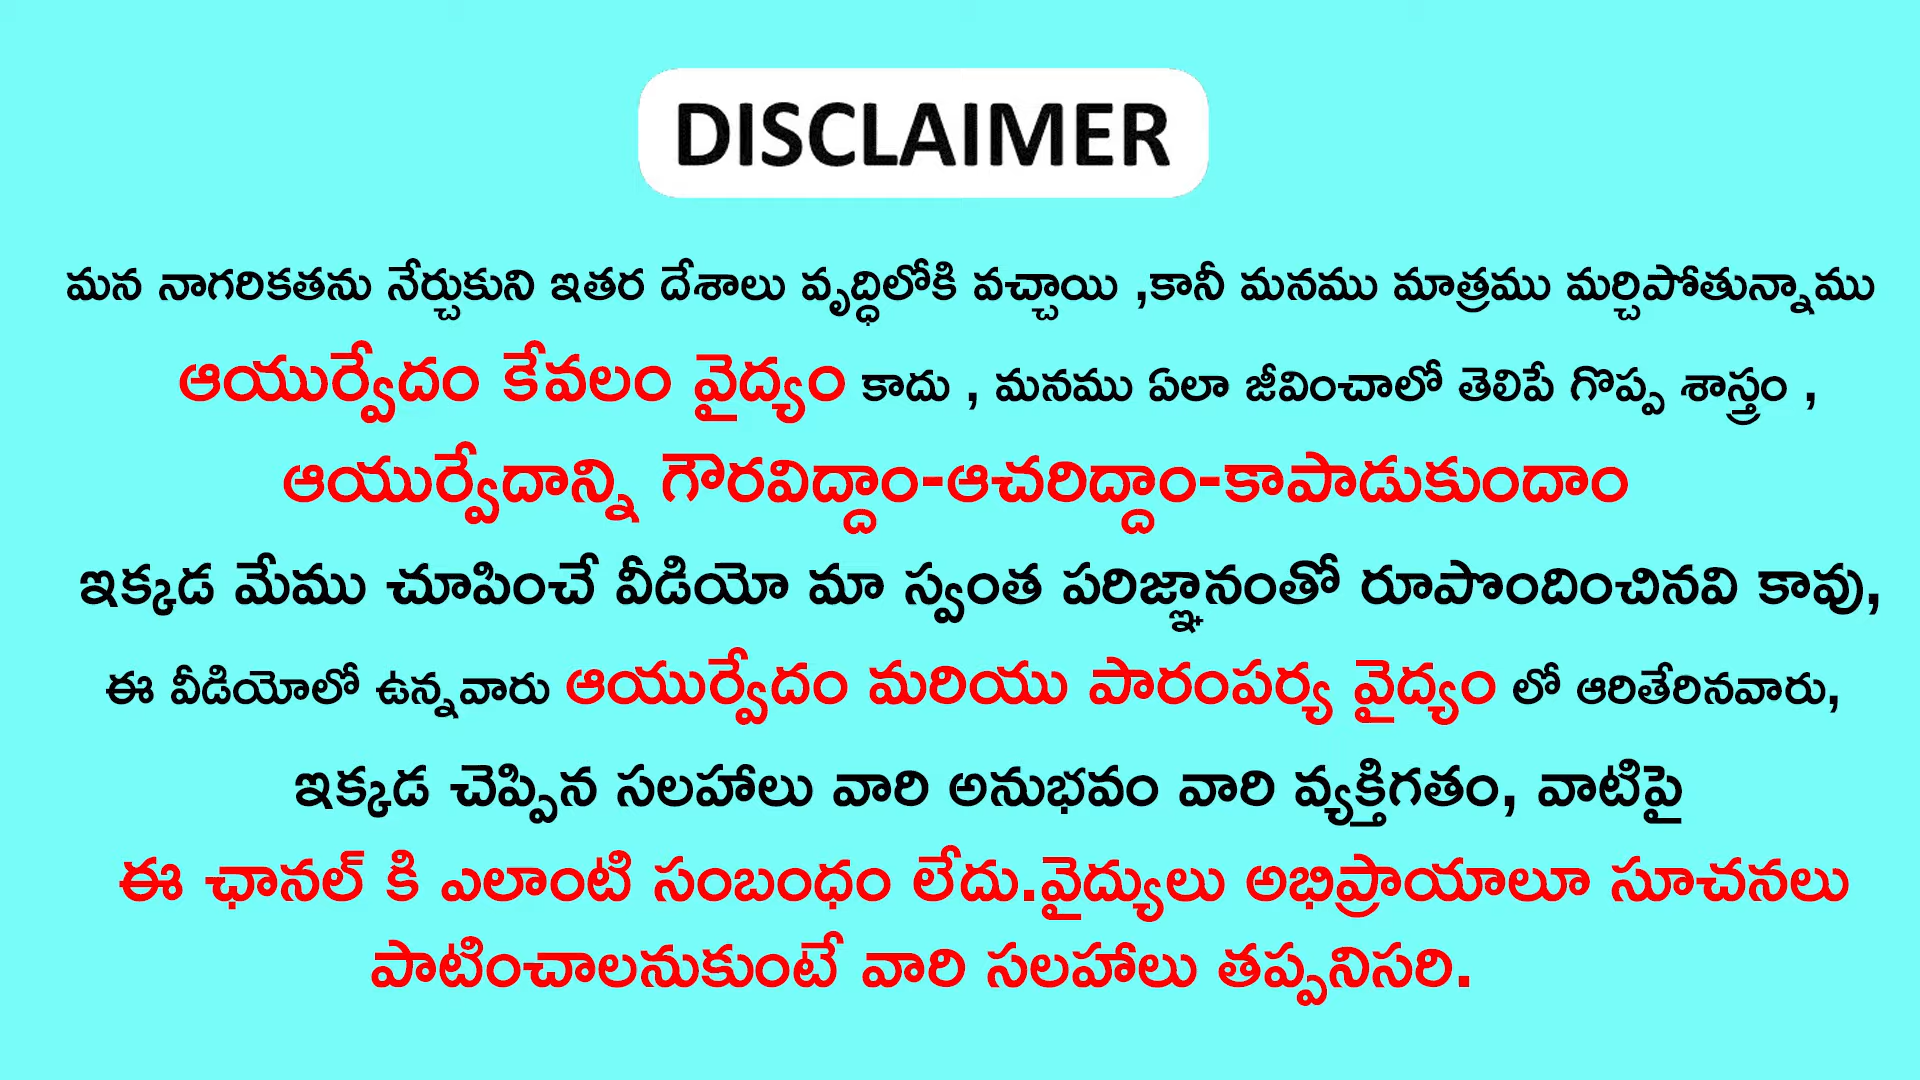 DISCLAIMER
మన నాగరికతను నేర్చుకుని ఇతర దేశాలు వృద్ధిలోకి వచ్చాయి ,కానీ మనము మాత్రము మర్చిపోతున్నాము
ఆయుర్వేదం కేవలం వైద్యం కాదు , మనము ఏలా జీవించాలో తెలిపే గొప్ప శాస్త్రం ,
ఆయుర్వేదాన్ని గౌరవిద్దాం-ఆచరిద్దాం-కాపాడుకుందాం
ఇక్కడ మేము చూపించే వీడియో మా స్వంత పరిజ్ఞానంతో రూపొందించినవి కావు,
ఈ వీడియోలో ఉన్నవారు ఆయుర్వేదం మరియు పారంపర్య వైద్యం లో ఆరితేరినవారు,
ఇక్కడ చెప్పిన సలహాలు వారి అనుభవం వారి వ్యక్తిగతం, వాటిపై
ఈ ఛానల్ కి ఎలాంటి సంబంధం లేదు.వైద్యులు అభిప్రాయాలూ సూచనలు
పాటించాలనుకుంటే వారి సలహాలు తప్పనిసరి.